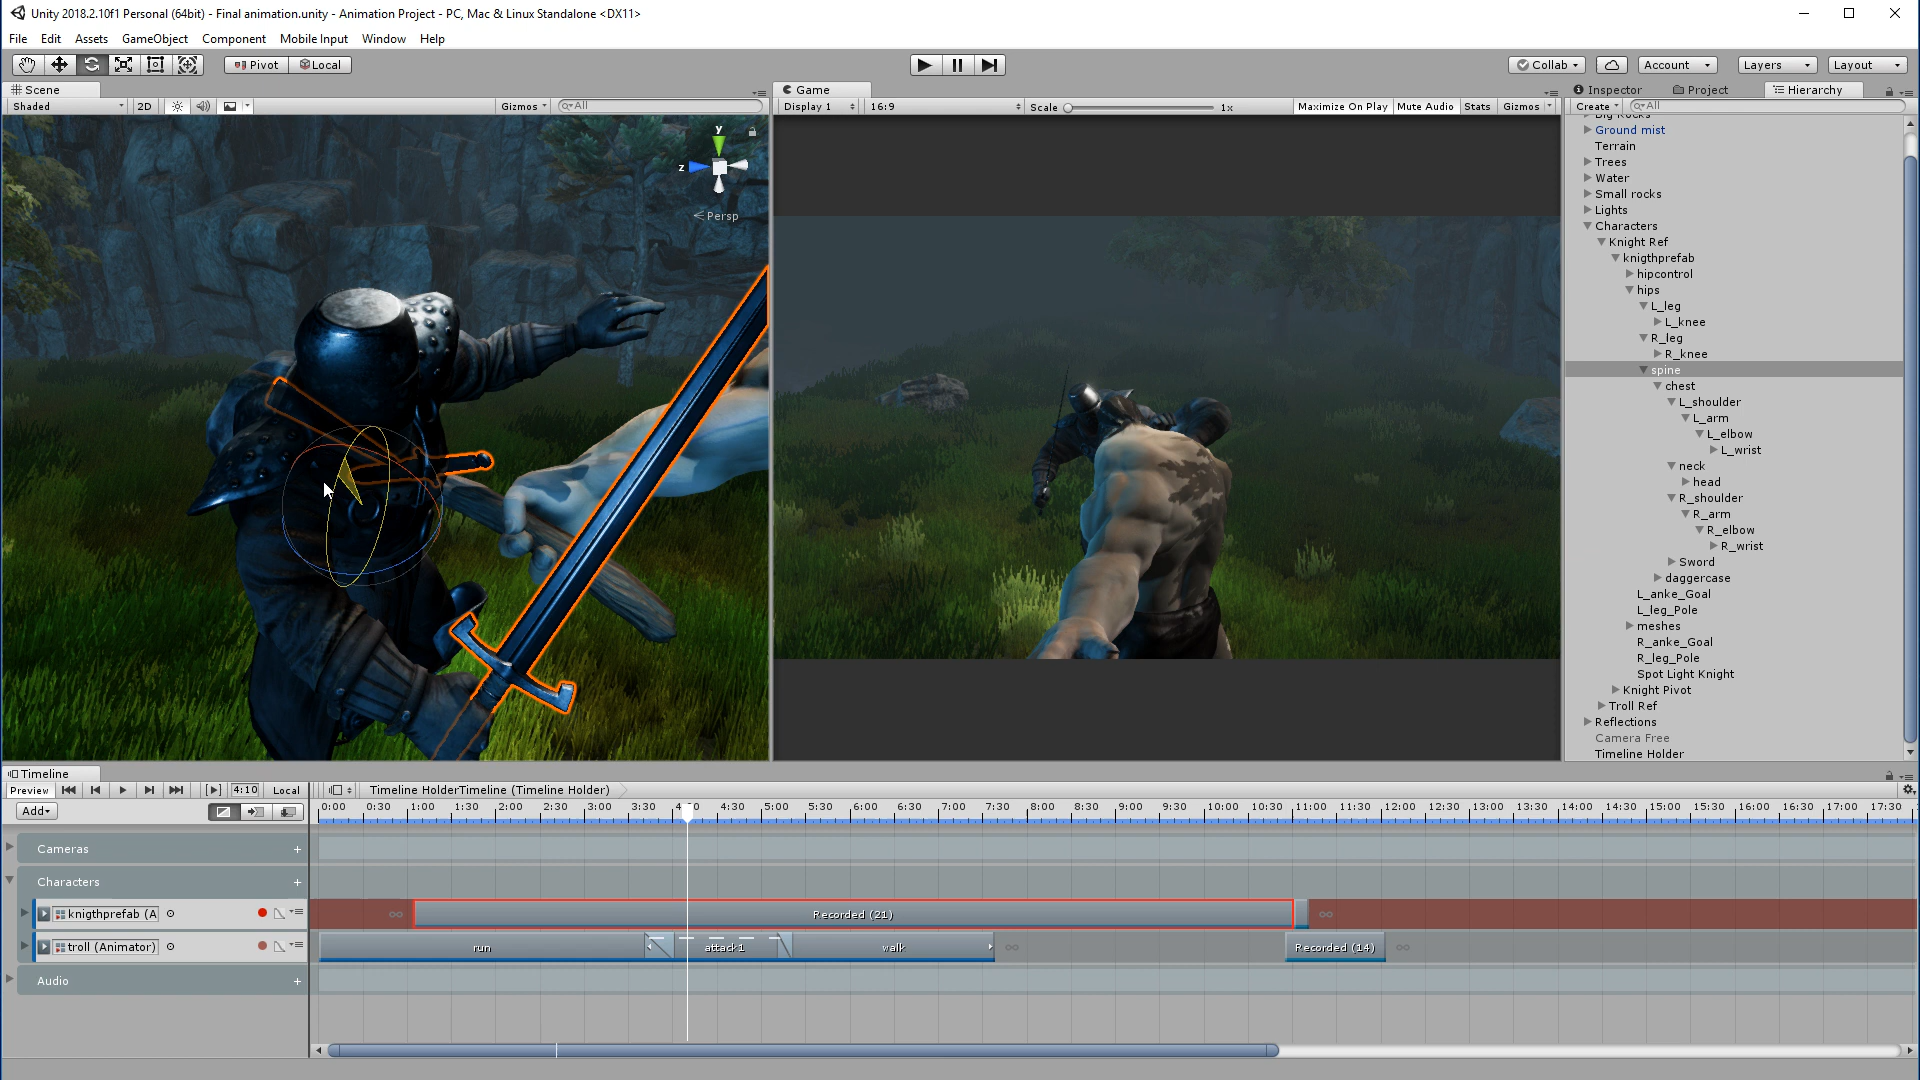 Unity 2018.2.10f1 Personal (64bit) - Final animation.unity - Animation Project - PC, Mac & Linux Standalone <DX11>
File Edit Assets GameObject Component Mobile Input Window Help
Pivot Local Collab Account Layers Layout
Scene
Shaded 2D Gizmos All
y
z
Persp
Game
Display 1 16:9 Scale 1x Maximize On Play Mute Audio Stats Gizmos
Inspector Project Hierarchy
Create All
Big Rocks
Ground mist
Terrain
Trees
Water
Small rocks
Lights
Characters
Knight Ref
knigthprefab
hipcontrol
hips
L_leg
L_knee
R_leg
R_knee
spine
chest
L_shoulder
L_arm
L_elbow
L_wrist
neck
head
R_shoulder
R_arm
R_elbow
R_wrist
Sword
daggercase
L_anke_Goal
L_leg_Pole
meshes
R_anke_Goal
R_leg_Pole
Spot Light Knight
Knight Pivot
Troll Ref
Reflections
Camera Free
Timeline Holder
Timeline
Preview 4:10 Local Timeline HolderTimeline (Timeline Holder)
Add
0:00 0:30 1:00 1:30 2:00 2:30 3:00 3:30 4:00 4:30 5:00 5:30 6:00 6:30 7:00 7:30 8:00 8:30 9:00 9:30 10:00 10:30 11:00 11:30 12:00 12:30 13:00 13:30 14:00 14:30 15:00 15:30 16:00 16:30 17:00 17:30
Cameras
Characters
knigthprefab (A Recorded (21)
troll (Animator) run attack1 walk Recorded (14)
Audio